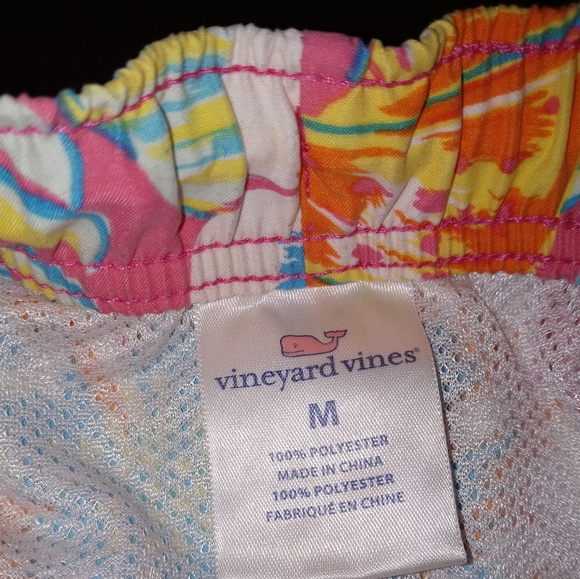 vineyard vines®
M
100% POLYESTER
MADE IN CHINA
100% POLYESTER
FABRIQUÉ EN CHINE